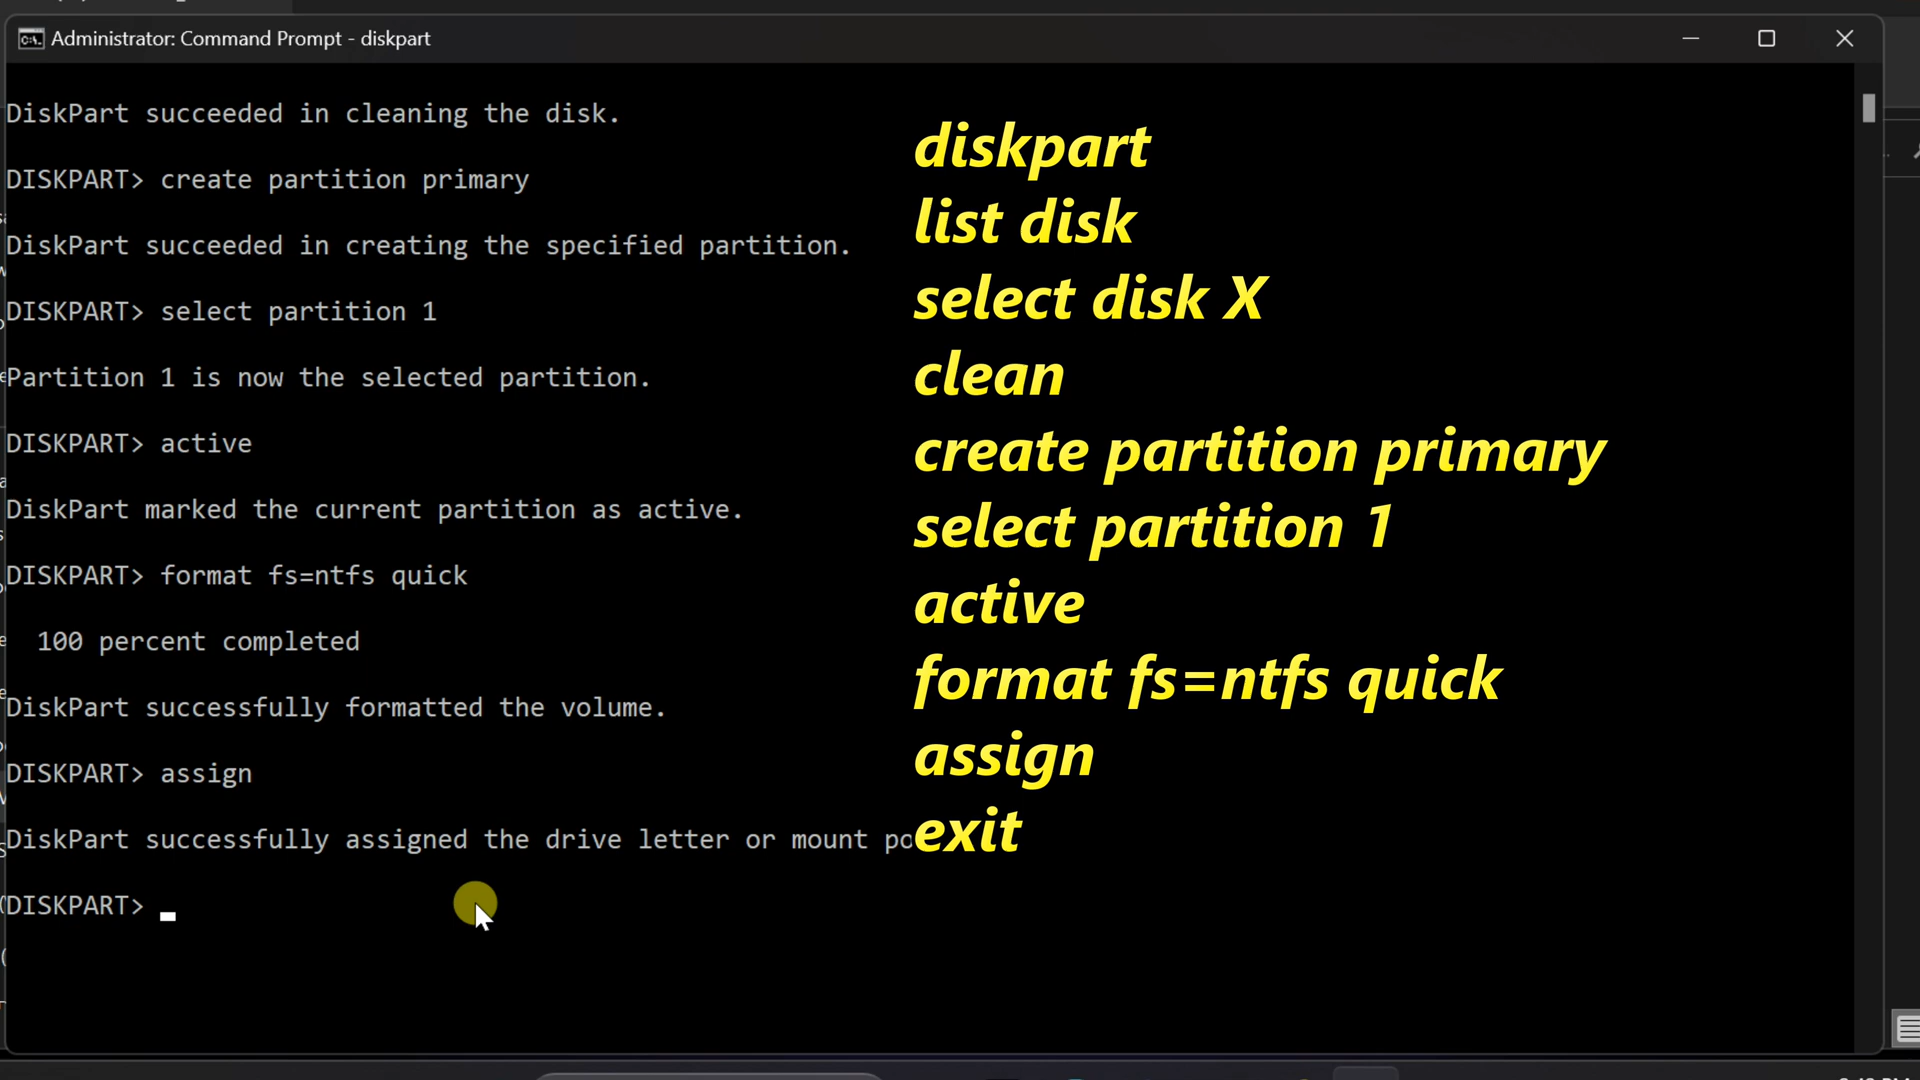 Administrator: Command Prompt - diskpart
DiskPart succeeded in cleaning the disk.
DISKPART> create partition primary
DiskPart succeeded in creating the specified partition.
DISKPART> select partition 1
Partition 1 is now the selected partition.
DISKPART> active
DiskPart marked the current partition as active.
DISKPART> format fs=ntfs quick
100 percent completed
DiskPart successfully formatted the volume.
DISKPART> assign
DiskPart successfully assigned the drive letter or mount po
DISKPART>
diskpart
list disk
select disk X
clean
create partition primary
select partition 1
active
format fs=ntfs quick
assign
exit